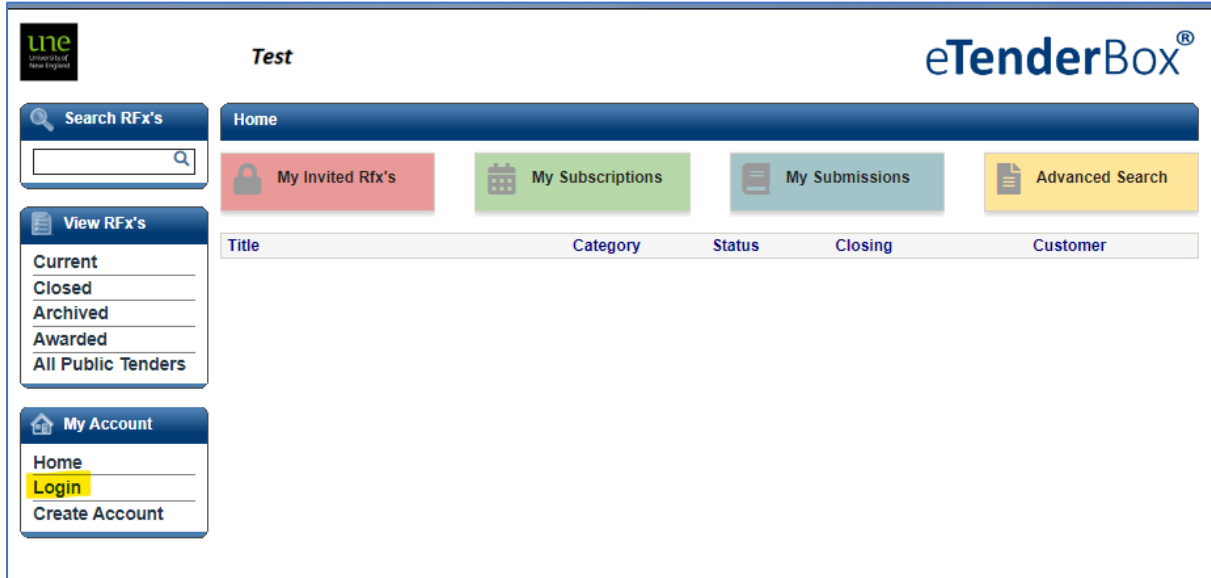 une
University of
New England
Test
eTenderBox®
Search RFx's
View RFx's
Current
Closed
Archived
Awarded
All Public Tenders
My Account
Home
Login
Create Account
Home
My Invited Rfx's
My Subscriptions
My Submissions
Advanced Search
Title Category Status Closing Customer